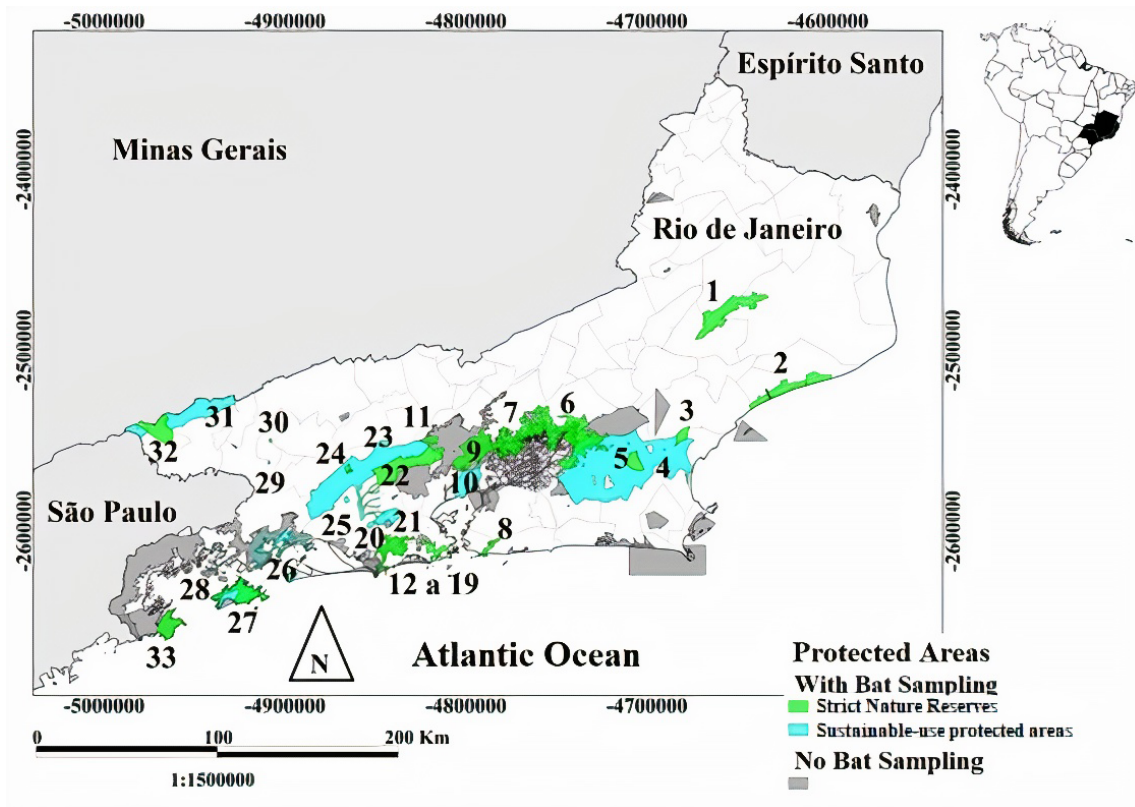 -5000000 -4900000 -4800000 -4700000 -4600000
Espírito Santo
Minas Gerais
-2400000 -2400000
Rio de Janeiro
1
-2500000 -2500000
2
31 30 11 7 6 3
32 24 23 9 5 4
29 22 10
São Paulo
25 21 8
-2600000 -2600000
20
26 12 a 19
28
27
33
N
Atlantic Ocean
Protected Areas
With Bat Sampling
Strict Nature Reserves
Sustainable-use protected areas
No Bat Sampling
-5000000 -4900000 -4800000 -4700000
0 100 200 Km
1:1500000